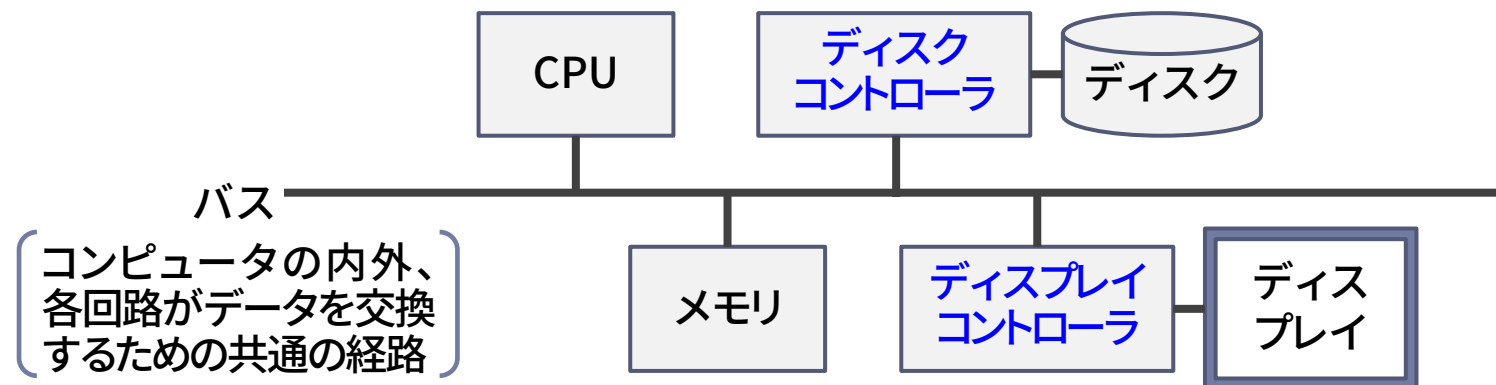 CPU
ディスク
コントローラ
ディスク
バス
コンピュータの内外、
各回路がデータを交換
するための共通の経路
メモリ
ディスプレイ
コントローラ
ディス
プレイ